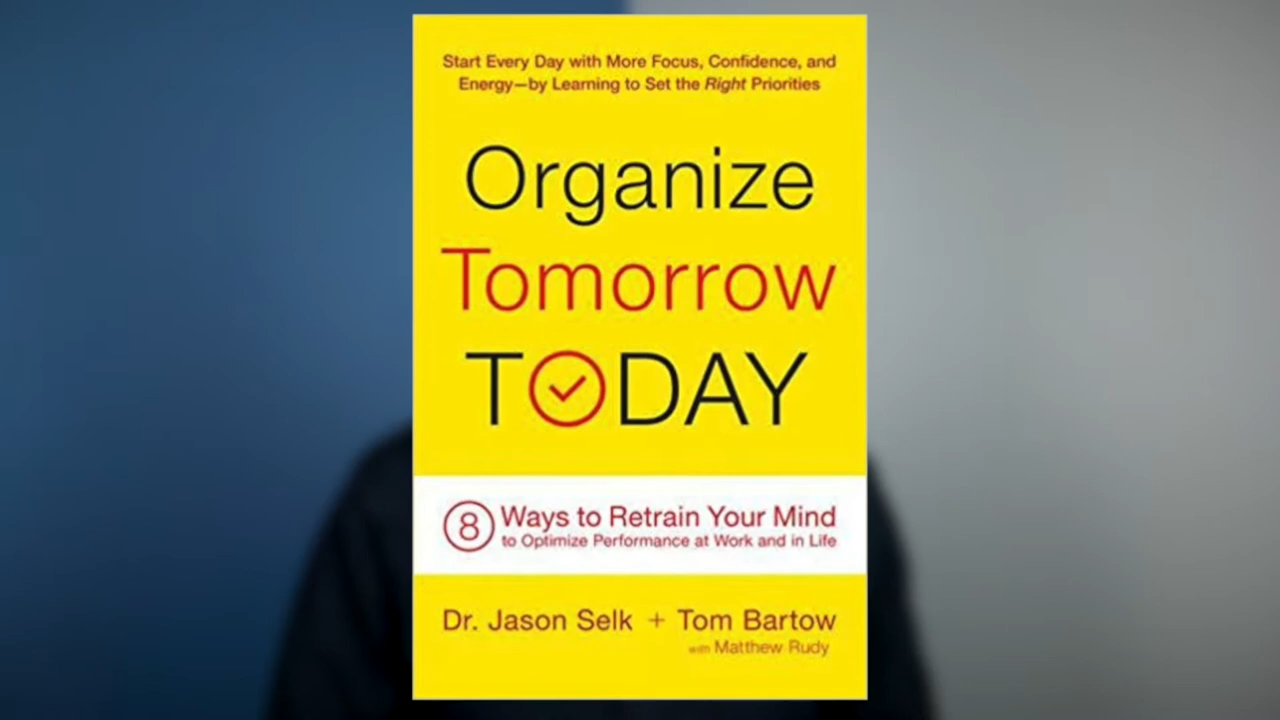 Start Every Day with More Focus, Confidence, and
Energy—by Learning to Set the Right Priorities
Organize
Tomorrow
TODAY
8 Ways to Retrain Your Mind
to Optimize Performance at Work and in Life
Dr. Jason Selk + Tom Bartow
with Matthew Rudy